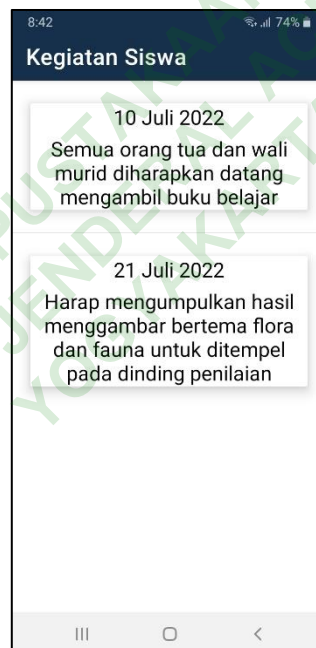 8:42
74%
Kegiatan Siswa
10 Juli 2022
Semua orang tua dan wali
murid diharapkan datang
mengambil buku belajar
21 Juli 2022
Harap mengumpulkan hasil
menggambar bertema flora
dan fauna untuk ditempel
pada dinding penilaian